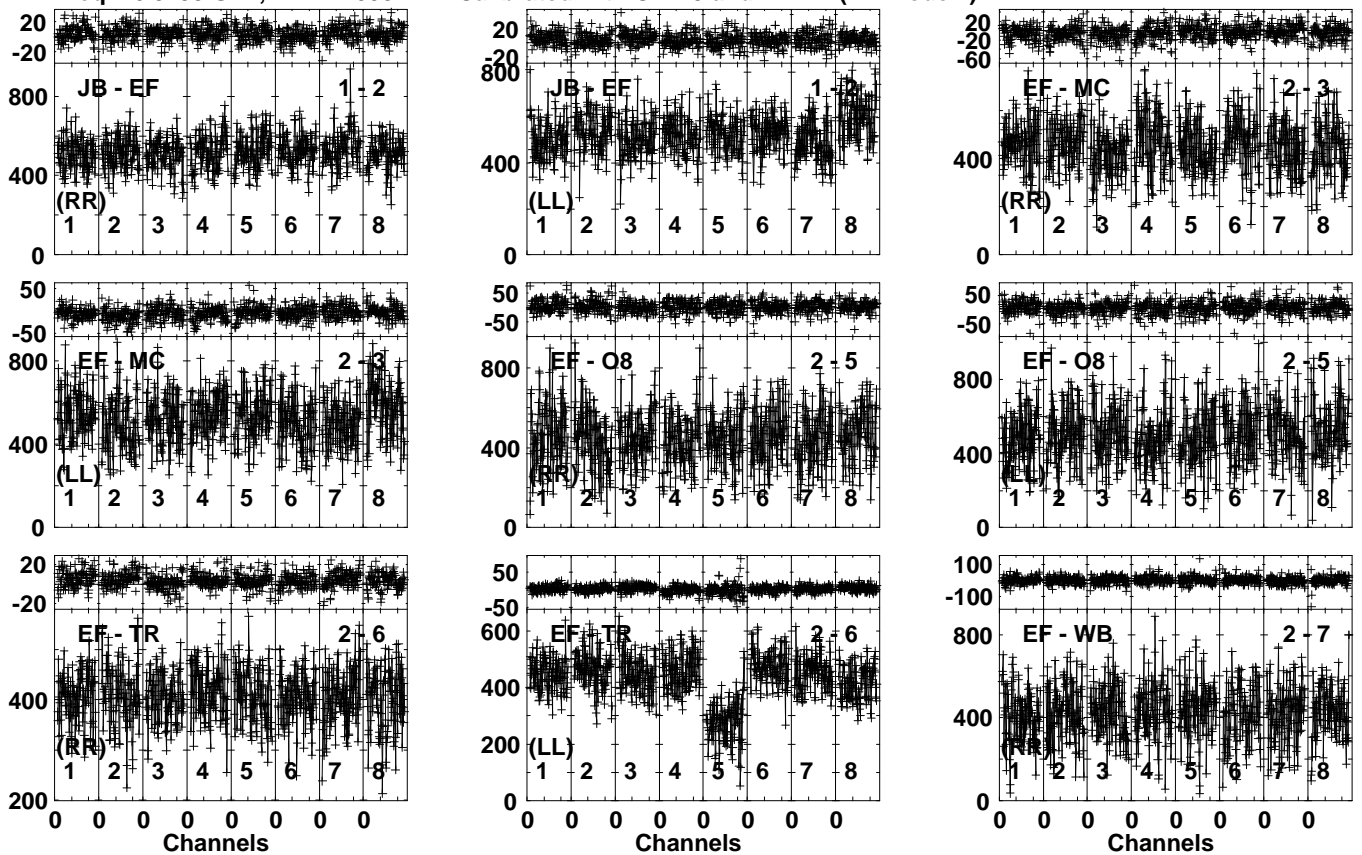 20
-20
JB - EF 1 - 2
800
400
(RR)
1 2 3 4 5 6 7 8
0
20
-20
800
JB - EF 1 - 2
400
(LL)
1 2 3 4 5 6 7 8
0
20
-20
-60
EF - MC 2 - 3
400
(RR)
1 2 3 4 5 6 7 8
0
50
-50
800
EF - MC 2 - 3
400
(LL)
1 2 3 4 5 6 7 8
0
50
-50
EF - O8 2 - 5
800
400
(RR)
1 2 3 4 5 6 7 8
0
50
-50
EF - O8 2 - 5
800
400
(LL)
1 2 3 4 5 6 7 8
0
20
-20
EF - TR 2 - 6
400
(RR)
1 2 3 4 5 6 7 8
200
0 0 0 0 0 0 0 0
Channels
50
-50
600
EF - TR 2 - 6
400
200
(LL)
1 2 3 4 5 6 7 8
0
0 0 0 0 0 0 0 0
Channels
100
-100
800
EF - WB 2 - 7
400
(RR)
1 2 3 4 5 6 7 8
0
0 0 0 0 0 0 0 0
Channels